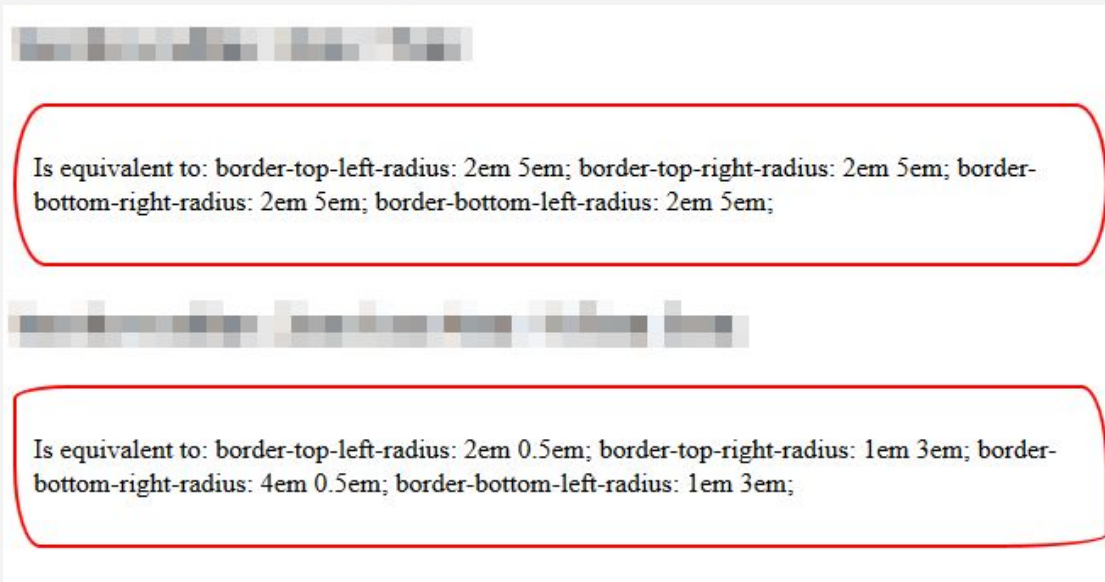 Is equivalent to: border-top-left-radius: 2em 5em; border-top-right-radius: 2em 5em; border-
bottom-right-radius: 2em 5em; border-bottom-left-radius: 2em 5em;
Is equivalent to: border-top-left-radius: 2em 0.5em; border-top-right-radius: 1em 3em; border-
bottom-right-radius: 4em 0.5em; border-bottom-left-radius: 1em 3em;